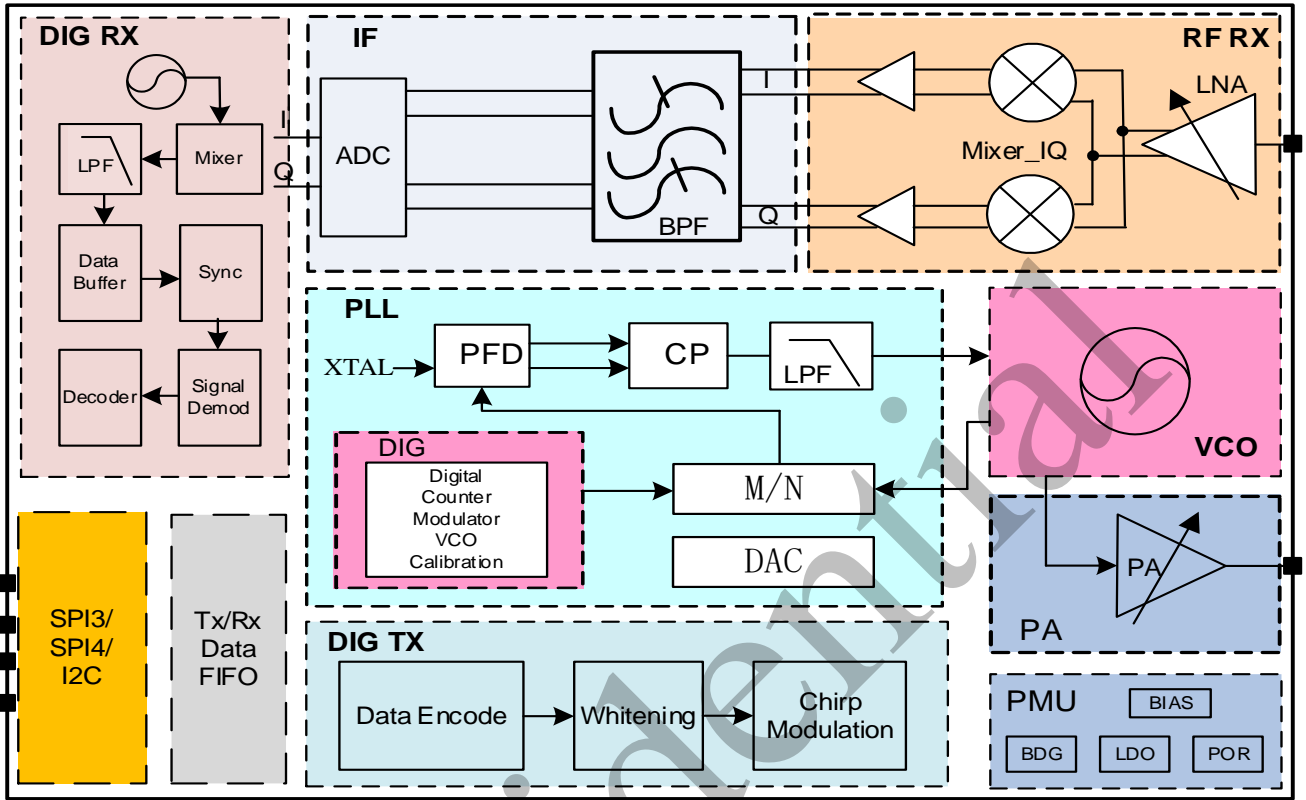 DIG RX
I
Q
Mixer
LPF
Data
Buffer
Sync
Signal
Demod
Decoder
IF
ADC
BPF
I
Q
RF RX
LNA
Mixer_IQ
PLL
XTAL
PFD
CP
LPF
DIG
Digital
Counter
Modulator
VCO
Calibration
M/N
DAC
VCO
PA
PA
SPI3/
SPI4/
I2C
Tx/Rx
Data
FIFO
DIG TX
Data Encode
Whitening
Chirp
Modulation
PMU
BIAS
BDG
LDO
POR
idential